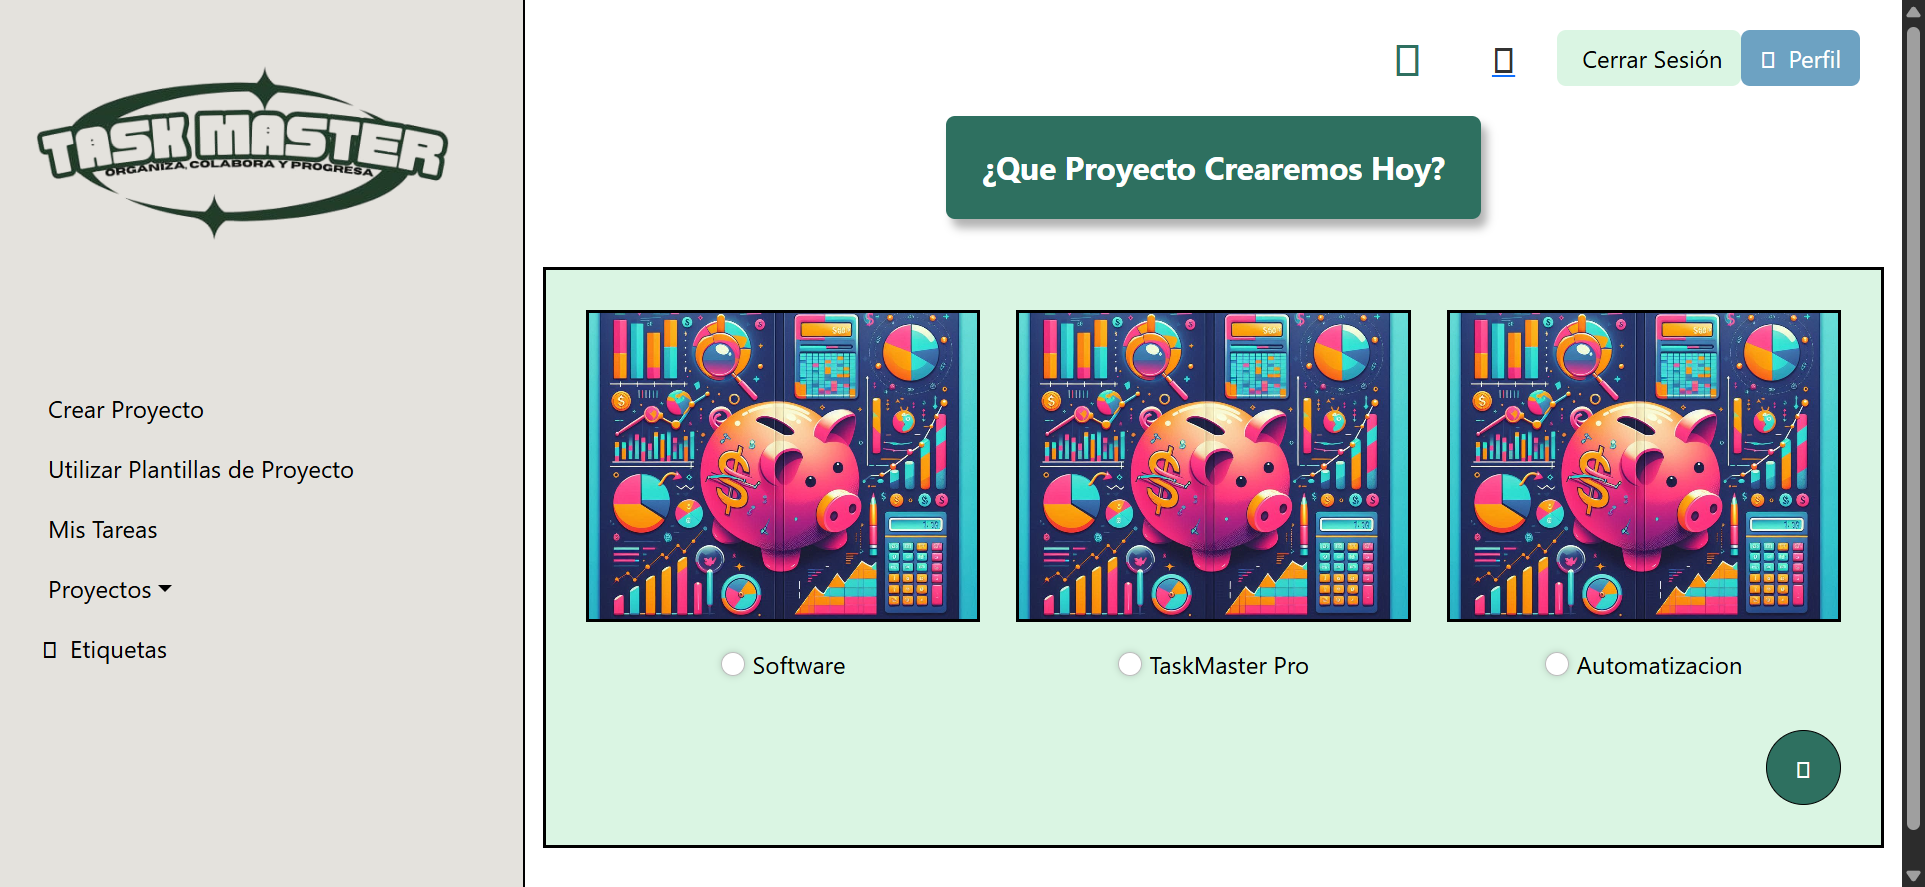 TASK MASTER
ORGANIZA, COLABORA Y PROGRESA
Crear Proyecto
Utilizar Plantillas de Proyecto
Mis Tareas
Proyectos
Etiquetas
Cerrar Sesión
Perfil
¿Que Proyecto Crearemos Hoy?
Software
TaskMaster Pro
Automatizacion